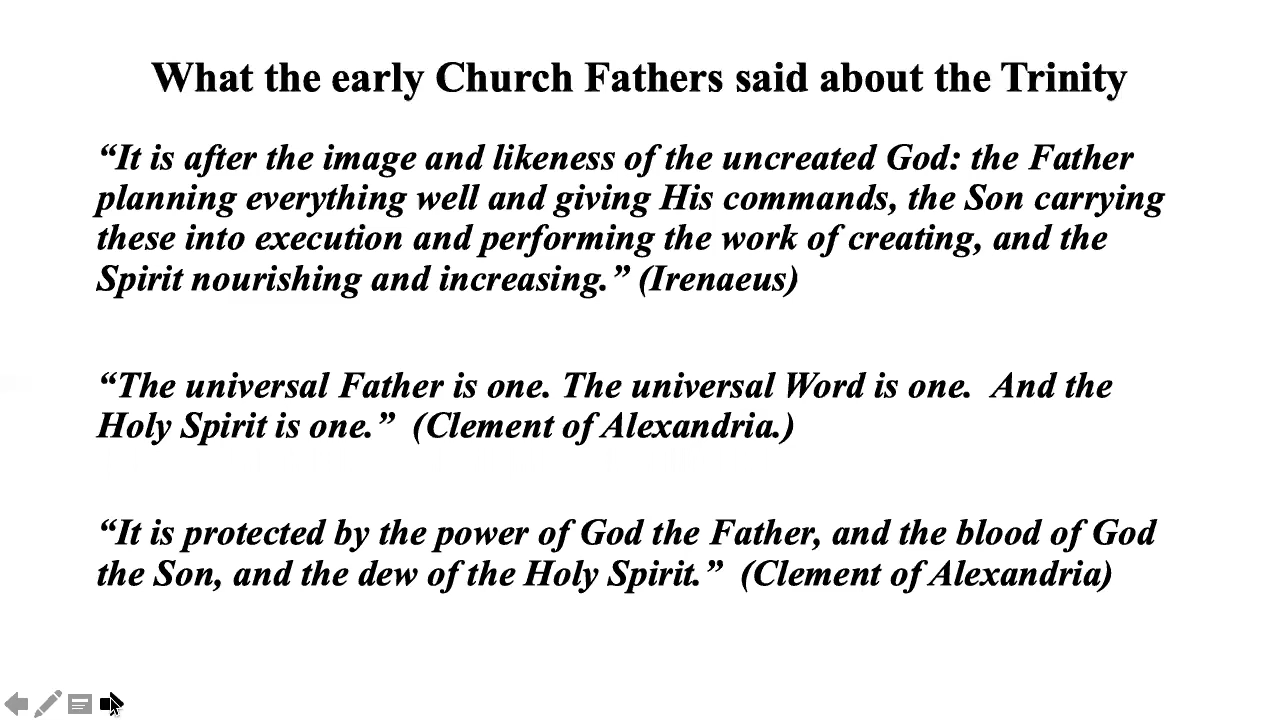 What the early Church Fathers said about the Trinity
“It is after the image and likeness of the uncreated God: the Father
planning everything well and giving His commands, the Son carrying
these into execution and performing the work of creating, and the
Spirit nourishing and increasing.” (Irenaeus)
“The universal Father is one. The universal Word is one.  And the
Holy Spirit is one.”  (Clement of Alexandria.)
“It is protected by the power of God the Father, and the blood of God
the Son, and the dew of the Holy Spirit.”  (Clement of Alexandria)